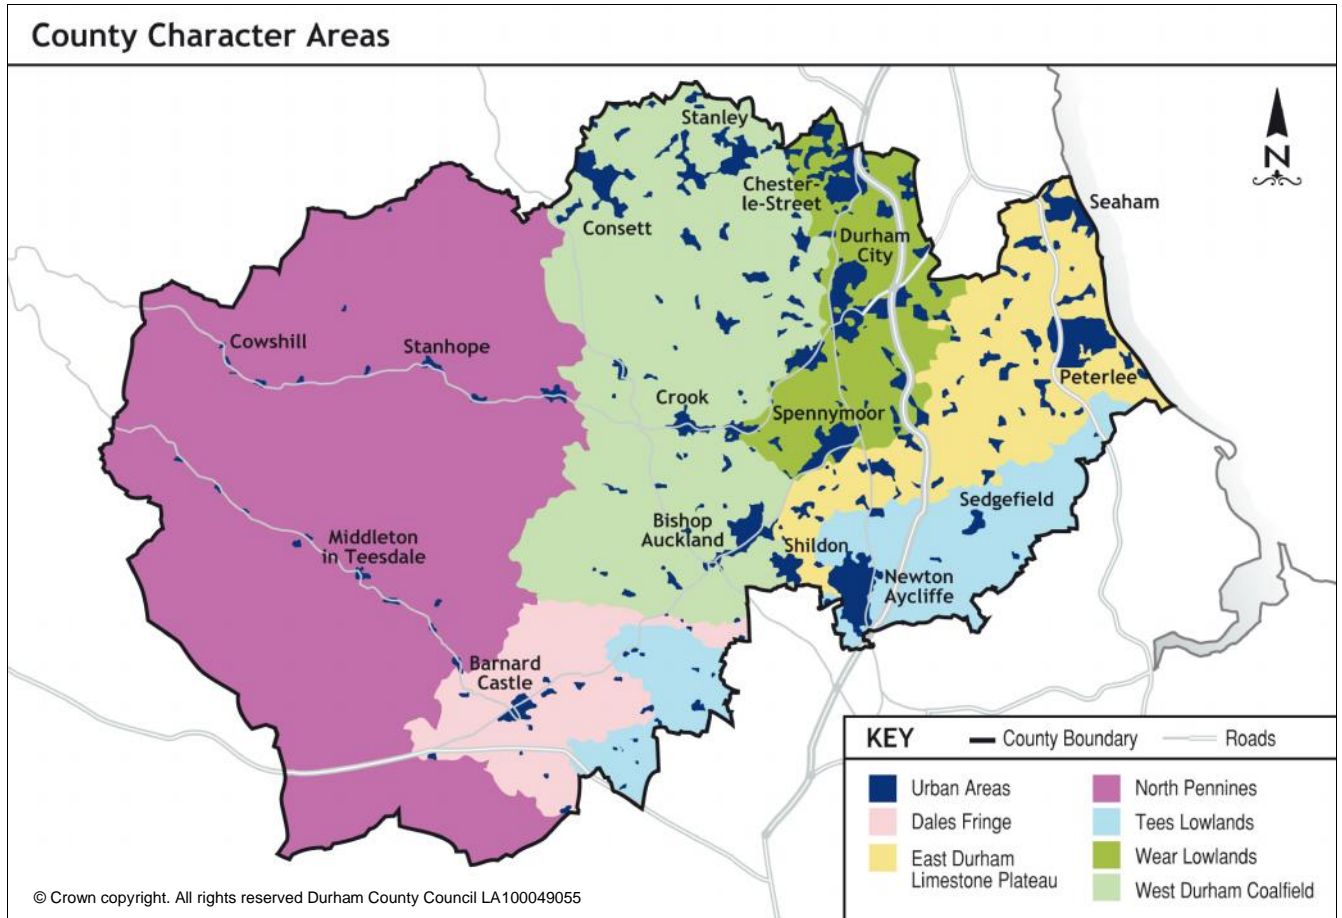 County Character Areas
N
Stanley
Chester-
le-Street
Seaham
Consett
Durham
City
Cowshill
Stanhope
Peterlee
Crook
Spennymoor
Sedgefield
Bishop
Auckland
Shildon
Middleton
in Teesdale
Newton
Aycliffe
Barnard
Castle
KEY
County Boundary
Roads
Urban Areas
Dales Fringe
East Durham
Limestone Plateau
North Pennines
Tees Lowlands
Wear Lowlands
West Durham Coalfield
© Crown copyright. All rights reserved Durham County Council LA100049055